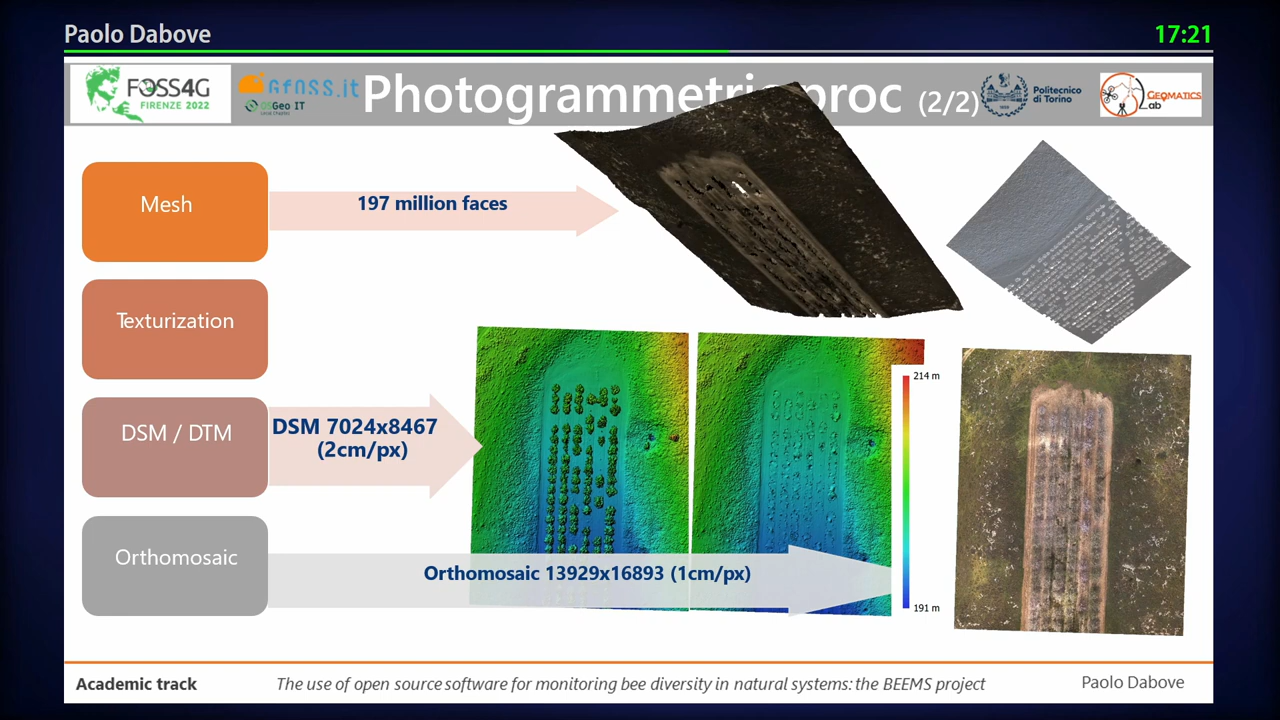 Paolo Dabove
17:21
FOSS4G
FIRENZE 2022
GFOSS.it
OSGeo IT
Photogrammetric proc (2/2)
Politecnico
di Torino
GEOMATICS
Lab
Mesh
197 million faces
Texturization
214 m
DSM / DTM
DSM 7024x8467
(2cm/px)
Orthomosaic
Orthomosaic 13929x16893 (1cm/px)
191 m
Academic track
The use of open source software for monitoring bee diversity in natural systems: the BEEMS project
Paolo Dabove